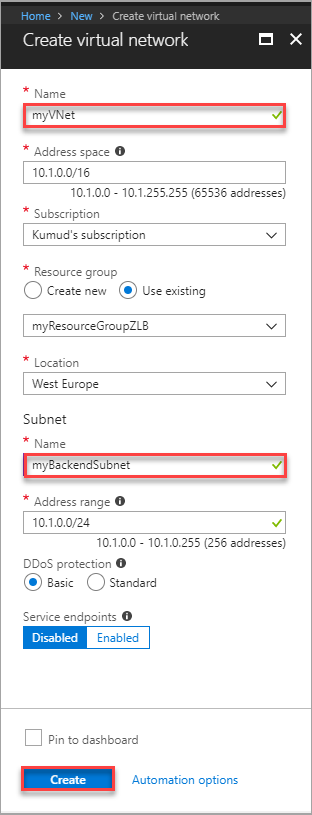 Home > New > Create virtual network
Create virtual network
* Name
myVNet
* Address space
10.1.0.0/16
10.1.0.0 - 10.1.255.255 (65536 addresses)
* Subscription
Kumud's subscription
* Resource group
Create new Use existing
myResourceGroupZLB
* Location
West Europe
Subnet
* Name
myBackendSubnet
* Address range
10.1.0.0/24
10.1.0.0 - 10.1.0.255 (256 addresses)
DDoS protection
Basic Standard
Service endpoints
Disabled Enabled
Pin to dashboard
Create Automation options